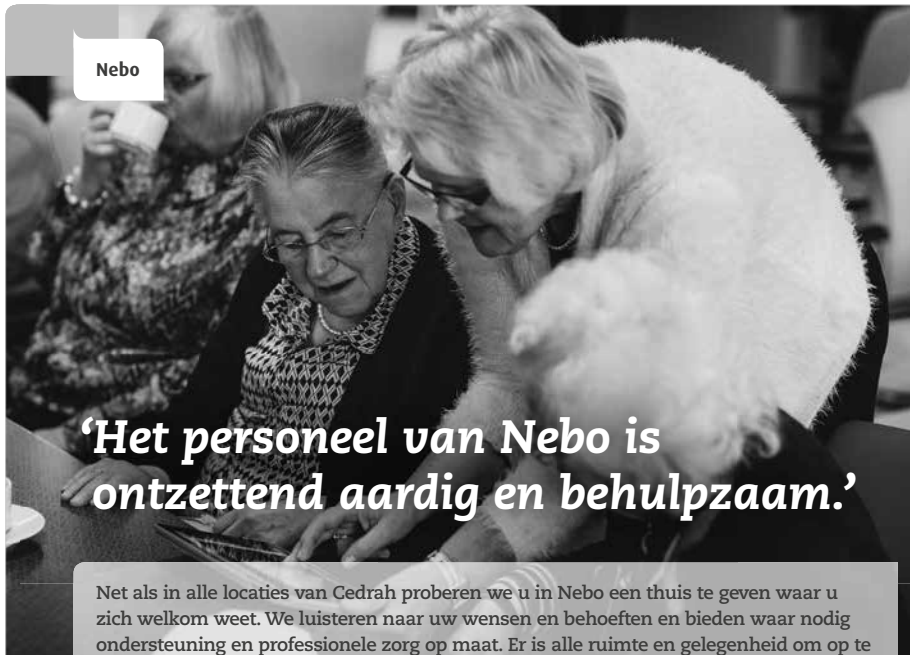 Nebo
‘Het personeel van Nebo is
ontzettend aardig en behulpzaam.’
Net als in alle locaties van Cedrah proberen we u in Nebo een thuis te geven waar u
zich welkom weet. We luisteren naar uw wensen en behoeften en bieden waar nodig
ondersteuning en professionele zorg op maat. Er is alle ruimte en gelegenheid om op te